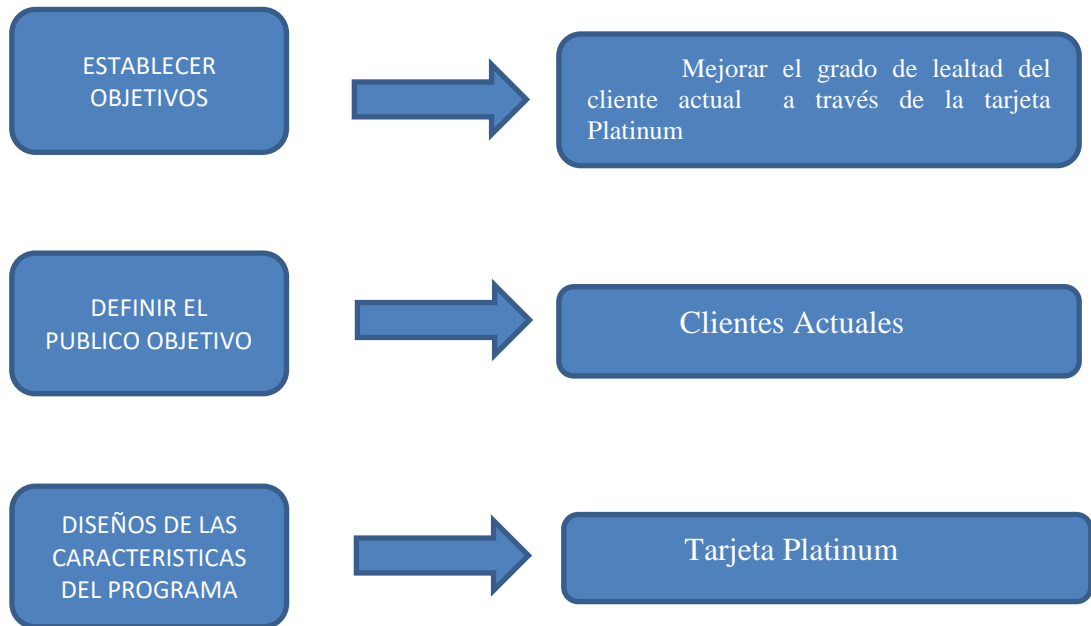 ESTABLECER
OBJETIVOS
Mejorar el grado de lealtad del
cliente actual a través de la tarjeta
Platinum
DEFINIR EL
PUBLICO OBJETIVO
Clientes Actuales
DISEÑOS DE LAS
CARACTERISTICAS
DEL PROGRAMA
Tarjeta Platinum